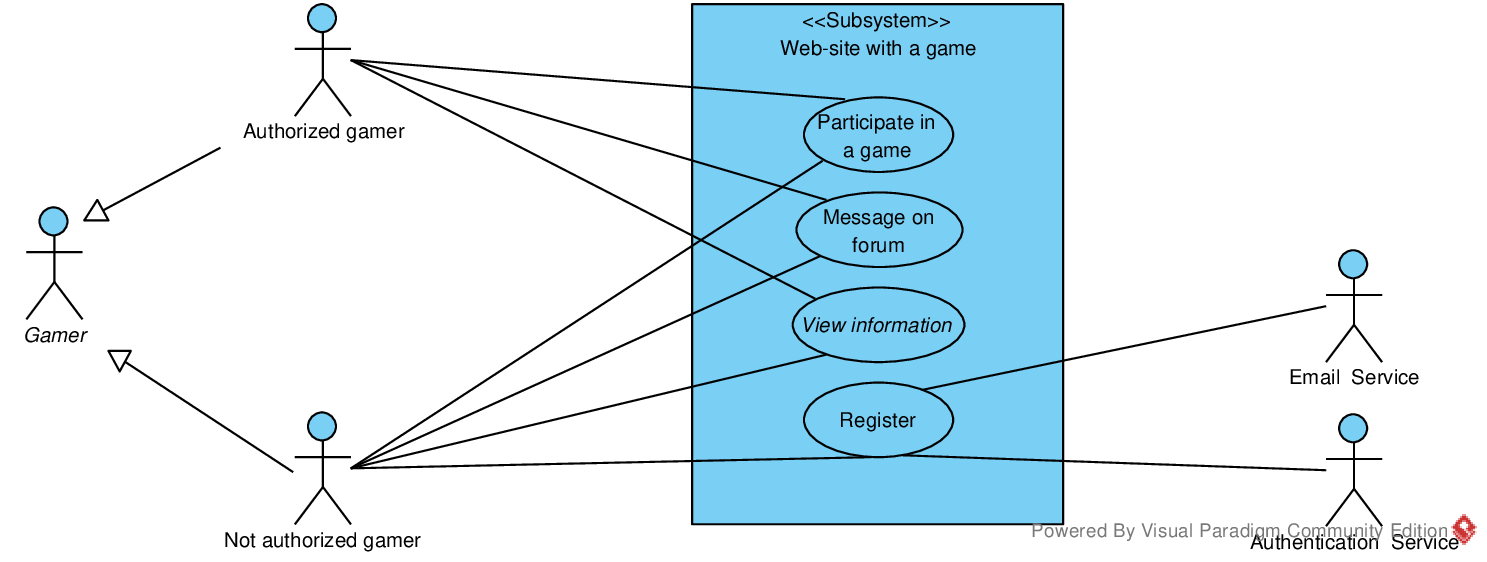 <<Subsystem>>
Web-site with a game
Participate in
a game
Authorized gamer
Message on
forum
View information
Gamer
Email  Service
Register
Powered By Visual Paradigm Community Edition
Not authorized gamer
Authentication  Service